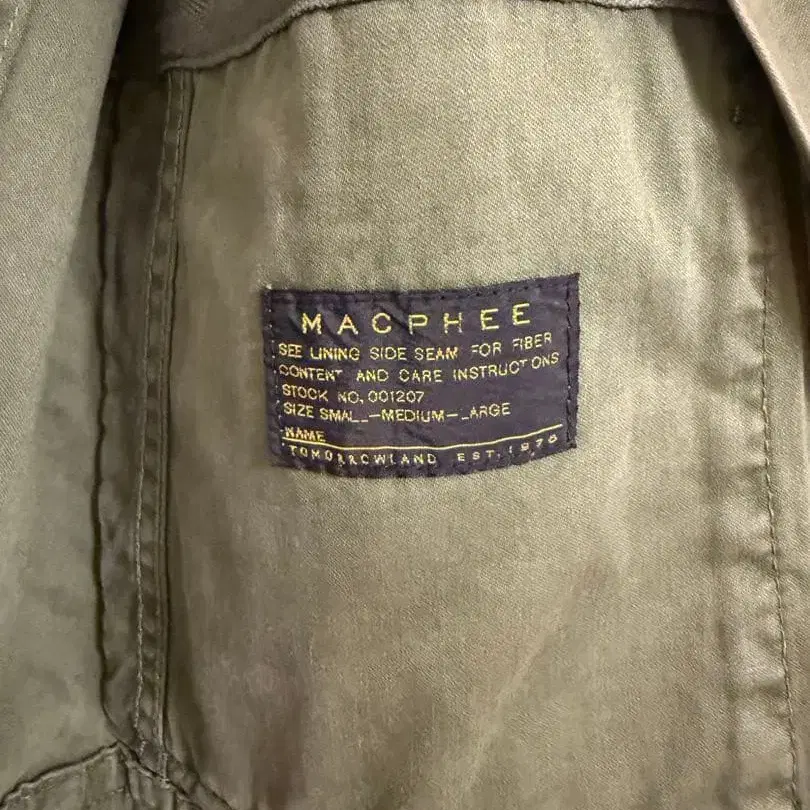 MACPHEE
SEE LINING SIDE SEAM FOR FIBER
CONTENT AND CARE INSTRUCTIONS
STOCK NO. 001207
SIZE SMALL-MEDIUM-LARGE
NAME
TOMORROWLAND EST. 1978